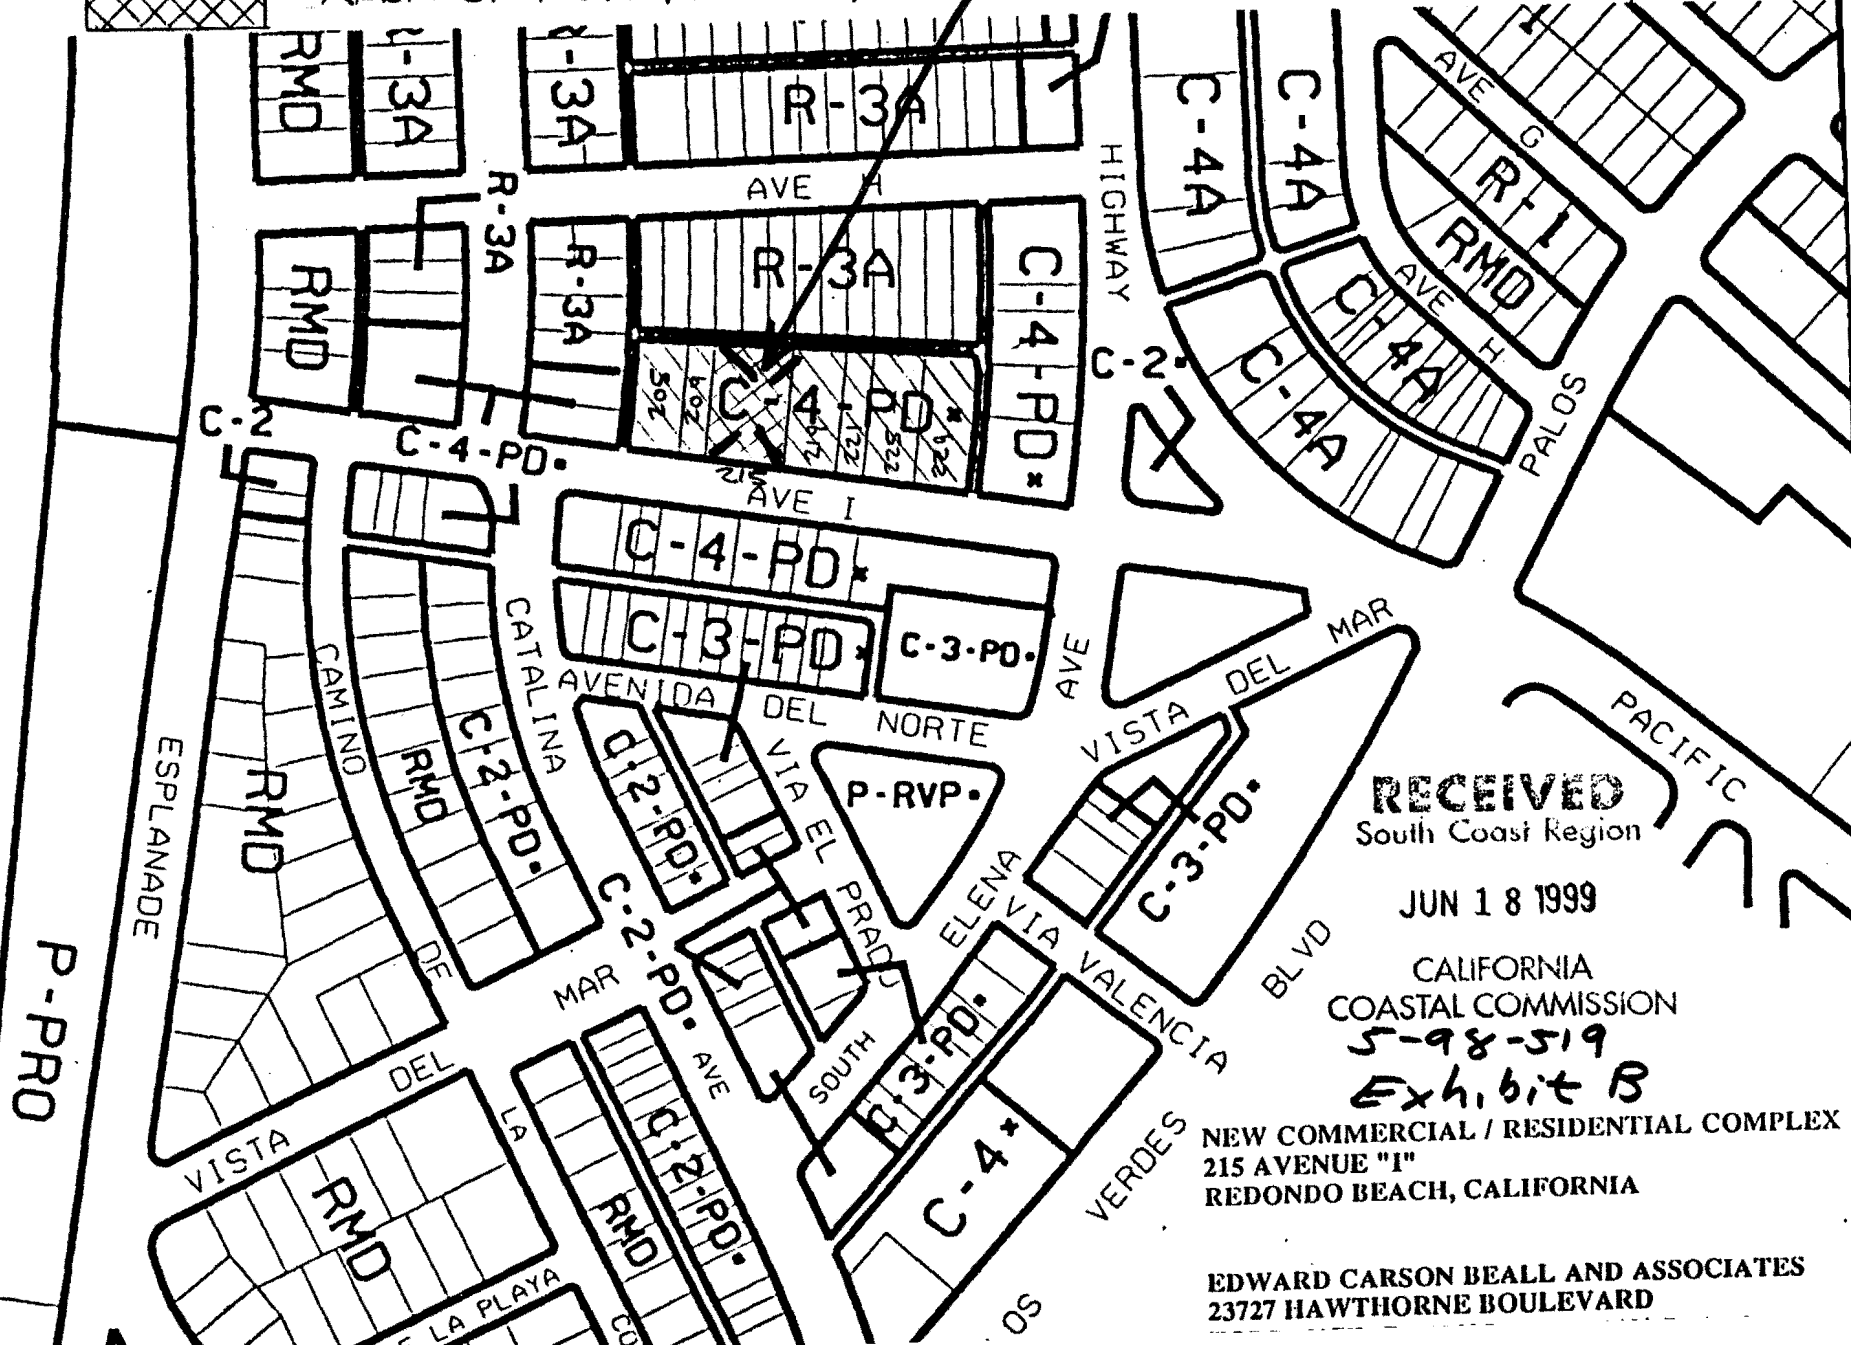 RMD
R-3A
R-3A
R-3A
C-4A
C-4A
AVE G
R-1
RMD
AVE H
HIGHWAY
R-3A
RMD
R-3A
R-3A
C-4-PD*
C-4-PD*
502
215
C-2*
C-4A
C-4A
AVE H
PALOS
C-2
C-4-PD*
AVE I
C-4-PD*
C-3-PD*
C-3-PD*
AVE
VISTA DEL MAR
CAMINO
CATALINA
AVENIDA DEL NORTE
ESPLANADE
RMD
RMD
C-2-PD*
C-2-PD*
VIA EL PRADO
P-RVP*
C-3-PD*
PACIFIC
RECEIVED
South Coast Region
JUN 18 1999
CALIFORNIA
COASTAL COMMISSION
5-98-519
Exhibit B
NEW COMMERCIAL / RESIDENTIAL COMPLEX
215 AVENUE "I"
REDONDO BEACH, CALIFORNIA
EDWARD CARSON BEALL AND ASSOCIATES
23727 HAWTHORNE BOULEVARD
ELENA
VIA VALENCIA
BLVD
P-PRO
DE
MAR
C-2-PD*
AVE
SOUTH
C-3-PD*
C-4*
VERDES
VISTA DEL
LA
RMD
RMD
C-2-PD*
LA PLAYA
OS